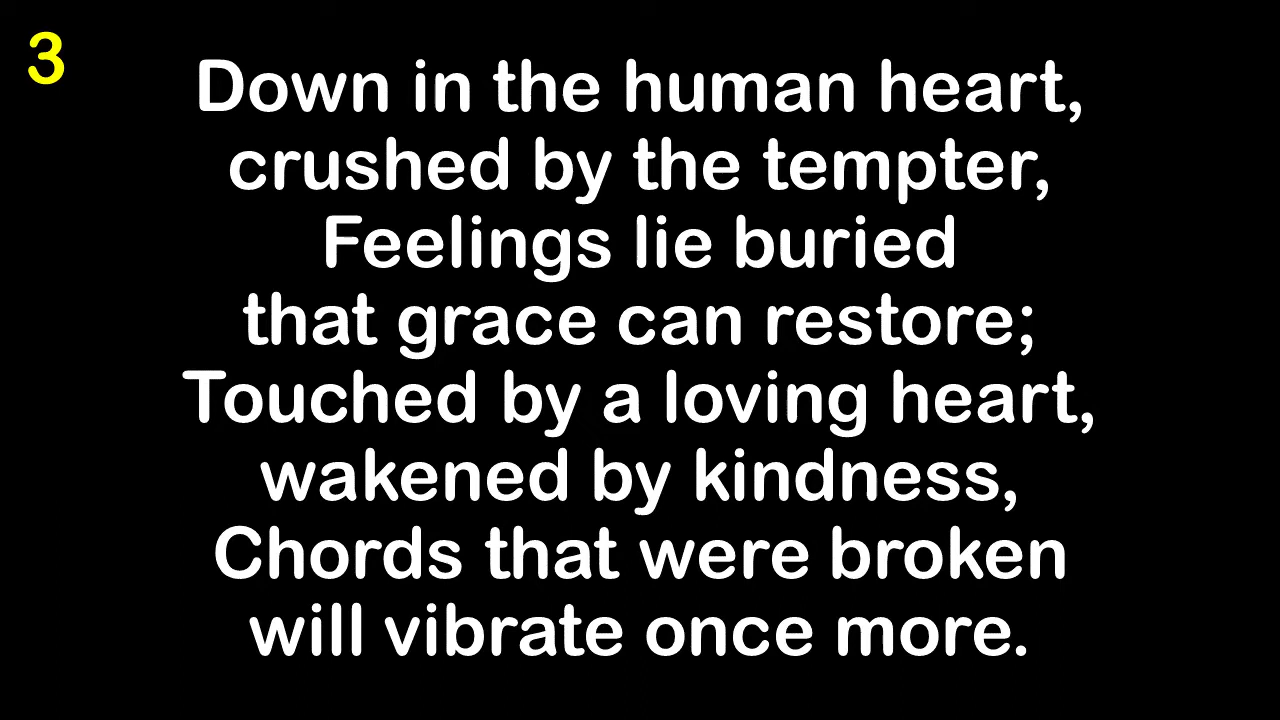 3
Down in the human heart,
crushed by the tempter,
Feelings lie buried
that grace can restore;
Touched by a loving heart,
wakened by kindness,
Chords that were broken
will vibrate once more.